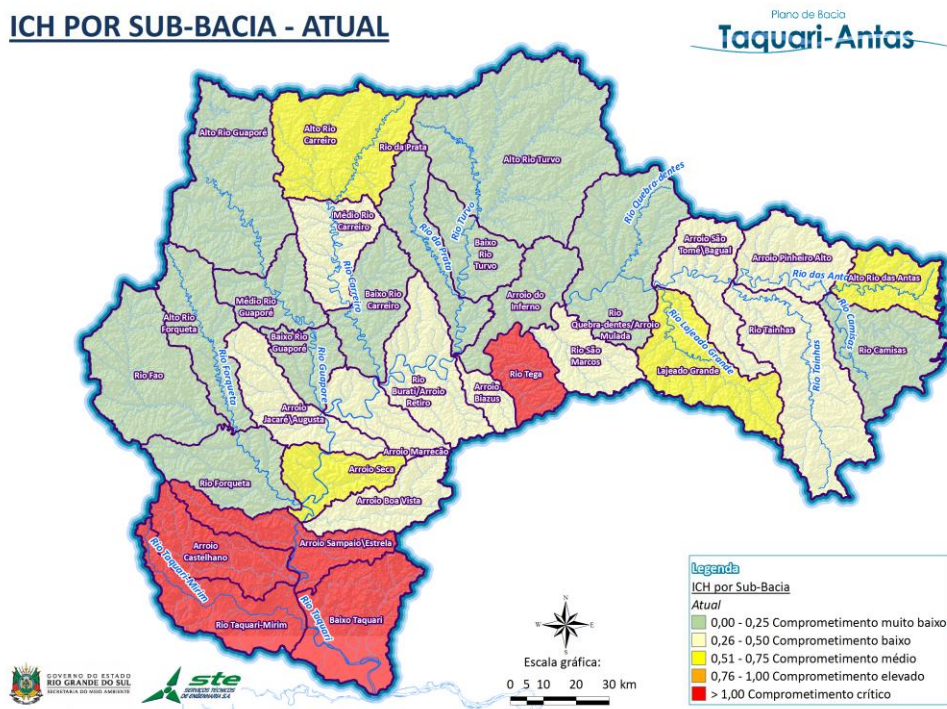 ICH POR SUB-BACIA - ATUAL
Plano de Bacia
Taquari-Antas
Alto Rio Guaporé
Alto Rio
Carreiro
Rio da Prata
Alto Rio Turvo
Rio Quebra-dentes
Médio Rio
Carreiro
Rio Turvo
Rio da Prata
Baixo
Rio
Turvo
Arroio São
Tomé\Bagual
Arroio Pinheiro Alto
Rio das Antas
Alto Rio das Antas
Rio Carreiro
Baixo Rio
Carreiro
Médio Rio
Guaporé
Arroio do
Inferno
Alto Rio
Forqueta
Baixo Rio
Guaporé
Rio Guaporé
Rio
Quebra-dentes/Arroio
Mulada
Rio Lajeado Grande
Rio Tainhas
Rio Tainhas
Rio Camisas
Rio Camisas
Rio Fao
Rio Forqueta
Rio São
Marcos
Rio Tega
Lajeado Grande
Rio
Burati/Arroio
Retiro
Arroio
Biazus
Arroio
Jacaré\Augusta
Arroio Marrecão
Arroio Seca
Rio Forqueta
Arroio Boa Vista
Arroio
Castelhano
Arroio Sampaio\Estrela
Rio Taquari-Mirim
Rio Taquari-Mirim
Rio Taquari
Baixo Taquari
N
W
E
S
Escala gráfica:
0 5 10 20 30 km
Legenda
ICH por Sub-Bacia
Atual
0,00 - 0,25 Comprometimento muito baixo
0,26 - 0,50 Comprometimento baixo
0,51 - 0,75 Comprometimento médio
0,76 - 1,00 Comprometimento elevado
> 1,00 Comprometimento crítico
GOVERNO DO ESTADO
RIO GRANDE DO SUL
SECRETARIA DO MEIO AMBIENTE
ste
SERVIÇOS TÉCNICOS
DE ENGENHARIA S.A.